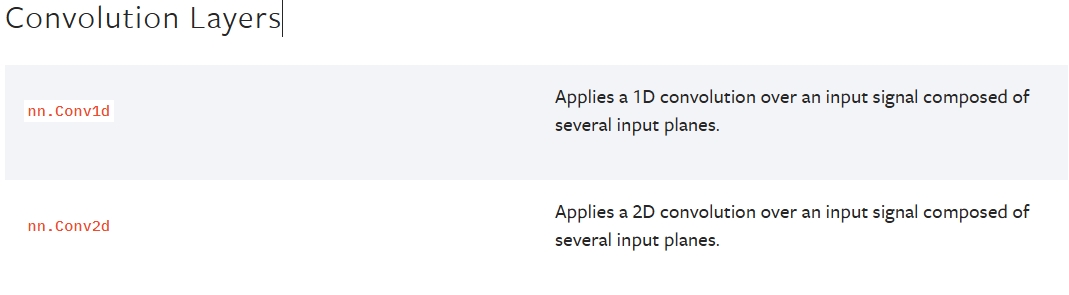 Convolution Layers
nn.Conv1d
Applies a 1D convolution over an input signal composed of
several input planes.
nn.Conv2d
Applies a 2D convolution over an input signal composed of
several input planes.